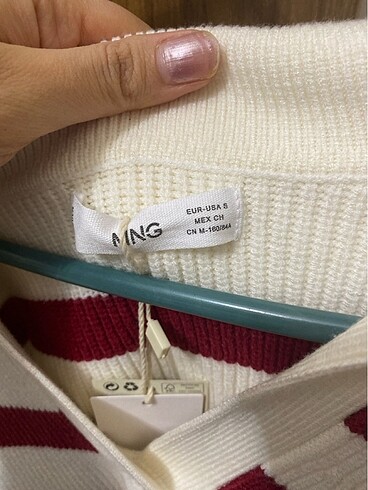 MNG
EUR-USA S
MEX CH
CN M-160/84A